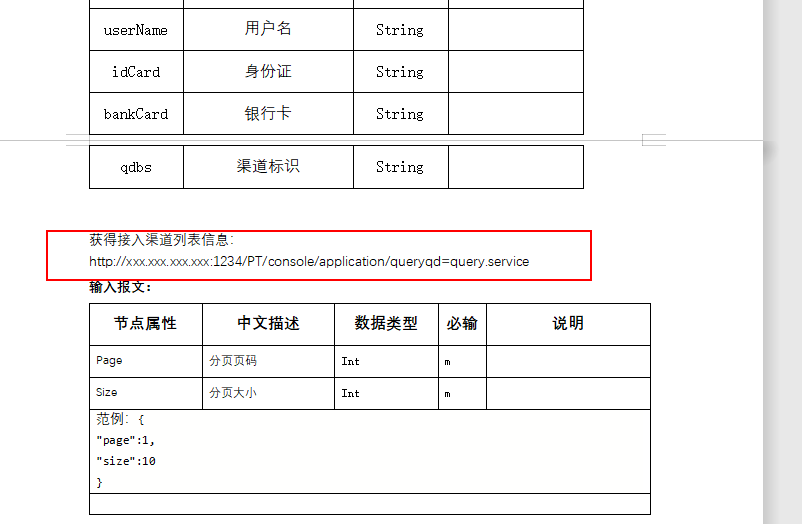 userName 用户名 String
idCard 身份证 String
bankCard 银行卡 String
qdbs 渠道标识 String
获得接入渠道列表信息:
http://xxx.xxx.xxx.xxx:1234/PT/console/application/queryqd=query.service
输入报文:
节点属性 中文描述 数据类型 必输 说明
Page 分页页码 Int m
Size 分页大小 Int m
范例: {
"page":1,
"size":10
}